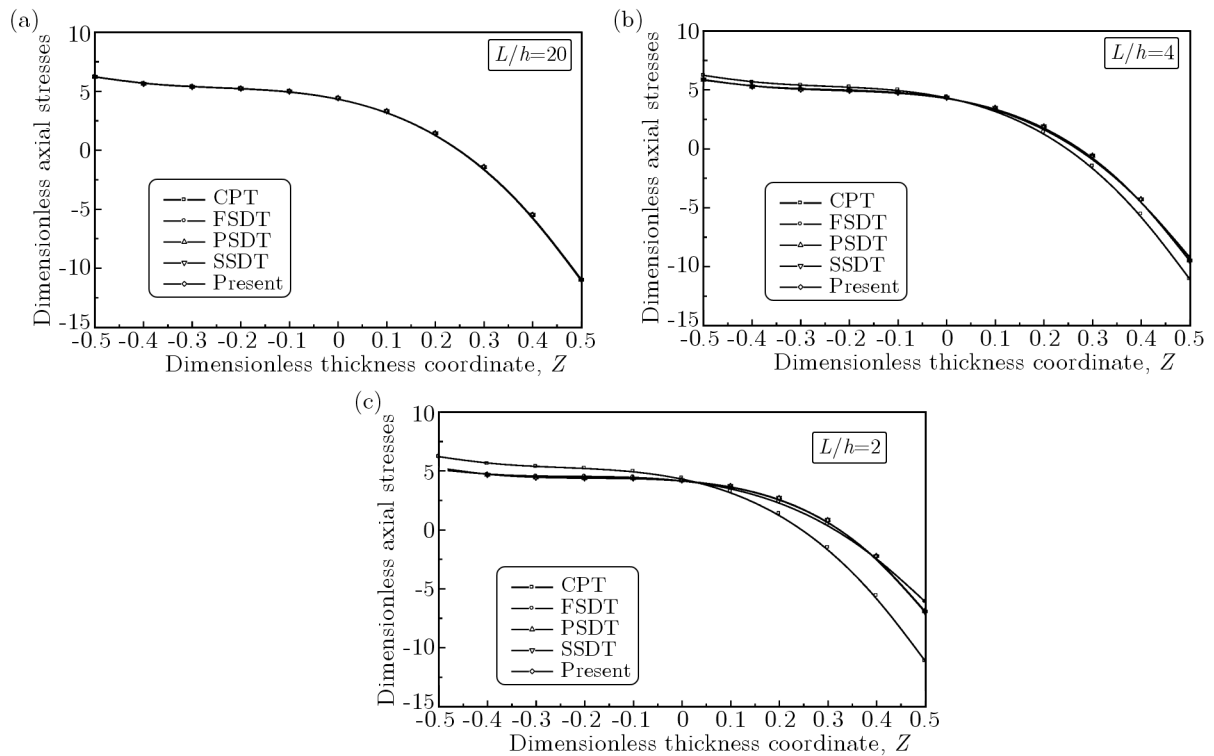 (a)
Dimensionless axial stresses
10
5
0
-5
-10
-15
L/h=20
CPT
FSDT
PSDT
SSDT
Present
-0.5 -0.4 -0.3 -0.2 -0.1 0 0.1 0.2 0.3 0.4 0.5
Dimensionless thickness coordinate, Z
(b)
Dimensionless axial stresses
10
5
0
-5
-10
-15
L/h=4
CPT
FSDT
PSDT
SSDT
Present
-0.5 -0.4 -0.3 -0.2 -0.1 0 0.1 0.2 0.3 0.4 0.5
Dimensionless thickness coordinate, Z
(c)
Dimensionless axial stresses
10
5
0
-5
-10
-15
L/h=2
CPT
FSDT
PSDT
SSDT
Present
-0.5 -0.4 -0.3 -0.2 -0.1 0 0.1 0.2 0.3 0.4 0.5
Dimensionless thickness coordinate, Z